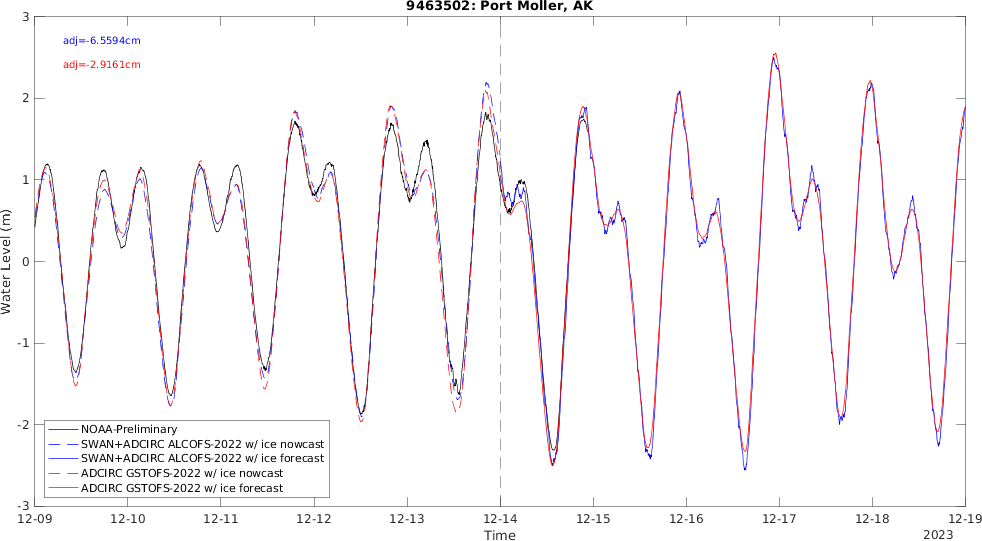 9463502: Port Moller, AK
adj=-6.5594cm
adj=-2.9161cm
Water Level (m)
3
2
1
0
-1
-2
-3
NOAA-Preliminary
SWAN+ADCIRC ALCOFS-2022 w/ ice nowcast
SWAN+ADCIRC ALCOFS-2022 w/ ice forecast
ADCIRC GSTOFS-2022 w/ ice nowcast
ADCIRC GSTOFS-2022 w/ ice forecast
12-09 12-10 12-11 12-12 12-13 12-14 12-15 12-16 12-17 12-18 12-19
Time
2023